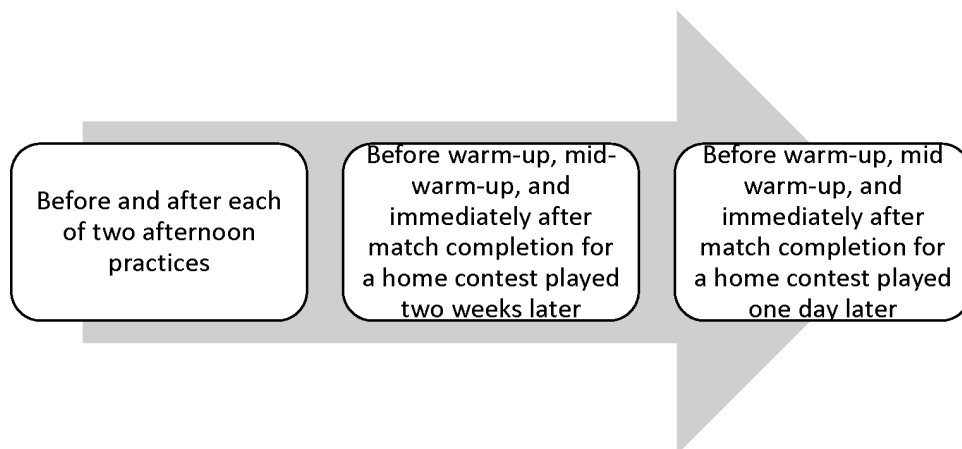 Before and after each
of two afternoon
practices
Before warm-up, mid-
warm-up, and
immediately after
match completion for
a home contest played
two weeks later
Before warm-up, mid
warm-up, and
immediately after
match completion for
a home contest played
one day later